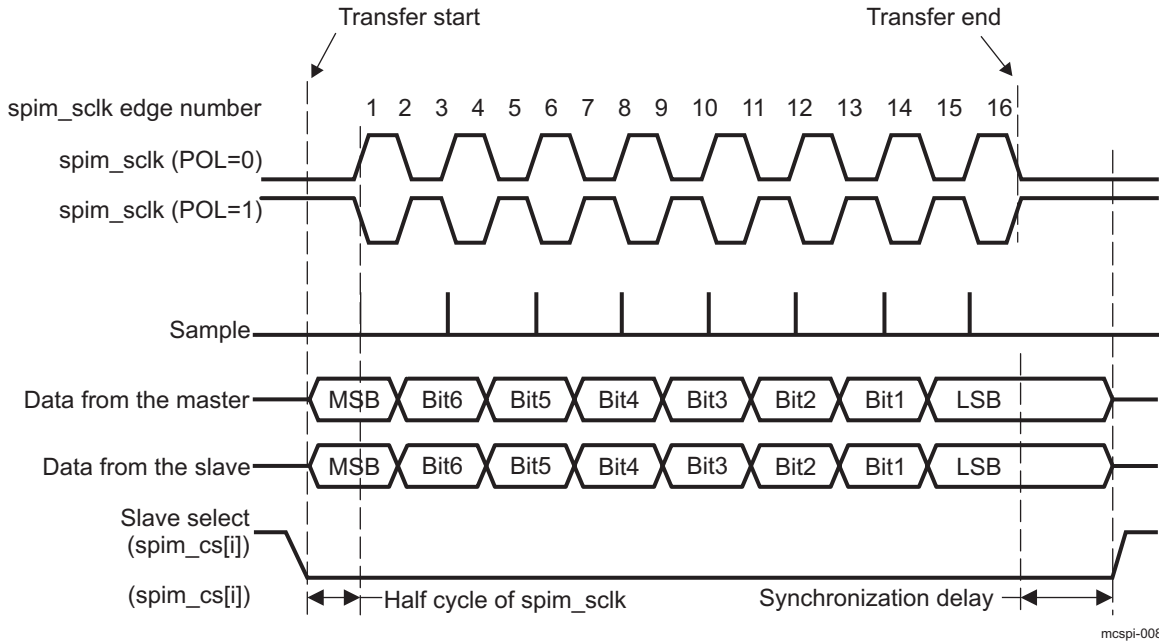 Transfer start
Transfer end
spim_sclk edge number
1 2 3 4 5 6 7 8 9 10 11 12 13 14 15 16
spim_sclk (POL=0)
spim_sclk (POL=1)
Sample
Data from the master
MSB Bit6 Bit5 Bit4 Bit3 Bit2 Bit1 LSB
Data from the slave
MSB Bit6 Bit5 Bit4 Bit3 Bit2 Bit1 LSB
Slave select
(spim_cs[i])
(spim_cs[i])
Half cycle of spim_sclk
Synchronization delay
mcspi-008